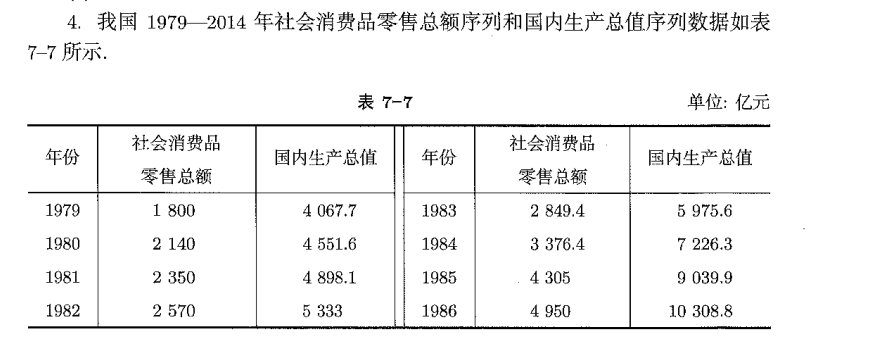 4. 我国 1979—2014 年社会消费品零售总额序列和国内生产总值序列数据如表
7–7 所示.
表 7–7 单位: 亿元
年份 社会消费品零售总额 国内生产总值 年份 社会消费品零售总额 国内生产总值
1979 1 800 4 067.7 1983 2 849.4 5 975.6
1980 2 140 4 551.6 1984 3 376.4 7 226.3
1981 2 350 4 898.1 1985 4 305 9 039.9
1982 2 570 5 333 1986 4 950 10 308.8